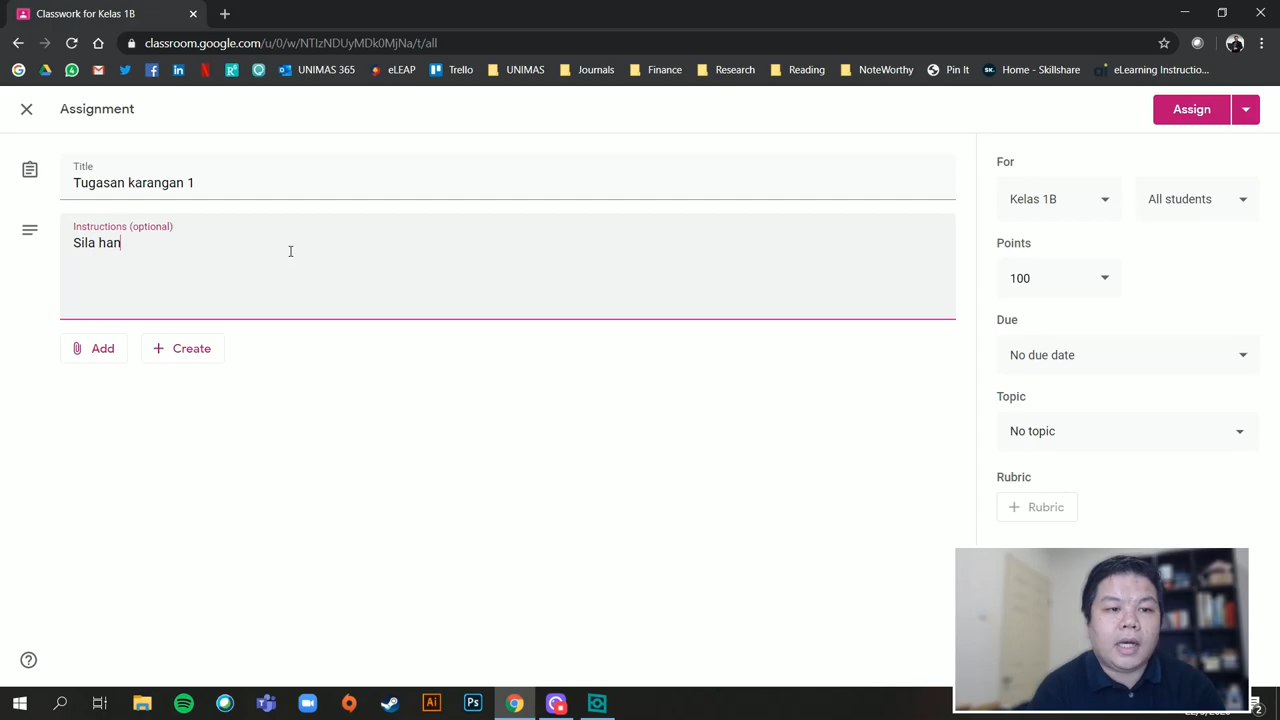 Classwork for Kelas 1B
classroom.google.com/u/0/w/NTIzNDUyMDk0MjNa/t/all
UNIMAS 365
eLEAP
Trello
UNIMAS
Journals
Finance
Research
Reading
NoteWorthy
Pin It
Home - Skillshare
eLearning Instructio...
Assignment
Assign
Title
Tugasan karangan 1
Instructions (optional)
Sila han
Add
Create
For
Kelas 1B
All students
Points
100
Due
No due date
Topic
No topic
Rubric
Rubric